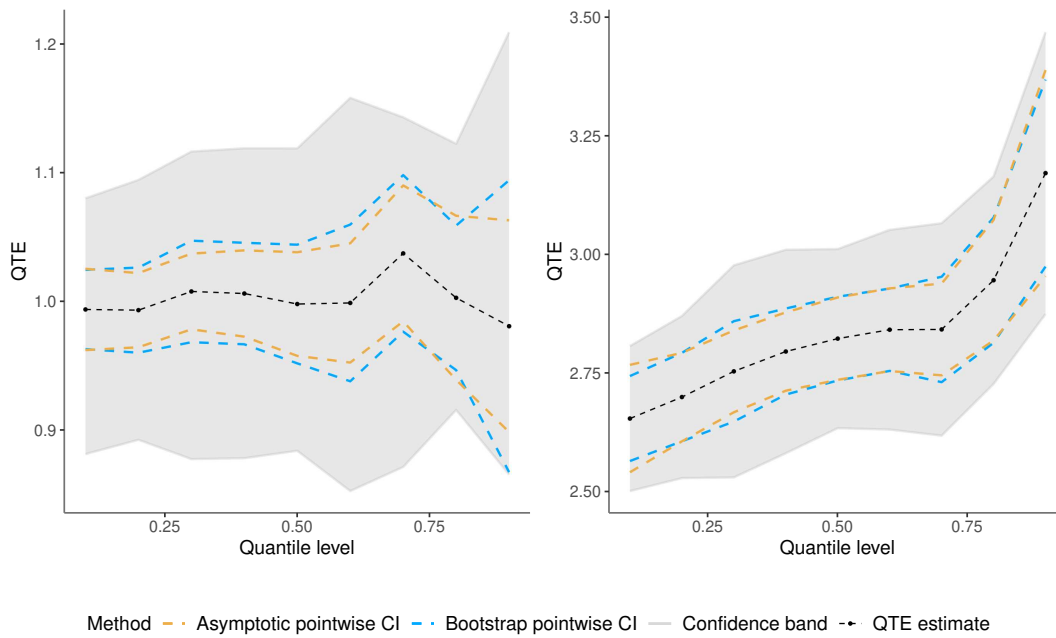 QTE
1.2
1.1
1.0
0.9
0.25 0.50 0.75
Quantile level
QTE
3.50
3.25
3.00
2.75
2.50
0.25 0.50 0.75
Quantile level
Method Asymptotic pointwise CI Bootstrap pointwise CI Confidence band QTE estimate